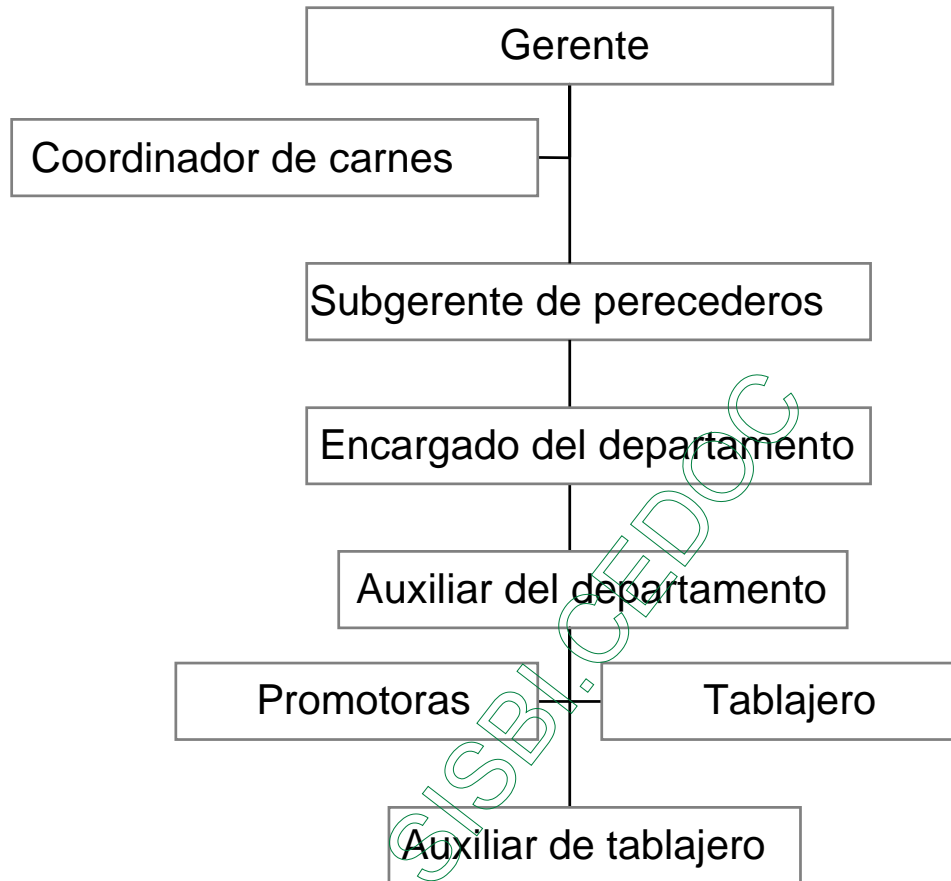 Gerente
Coordinador de carnes
Subgerente de perecederos
Encargado del departamento
Auxiliar del departamento
Promotoras
Tablajero
Auxiliar de tablajero
SISBI.CEDOC